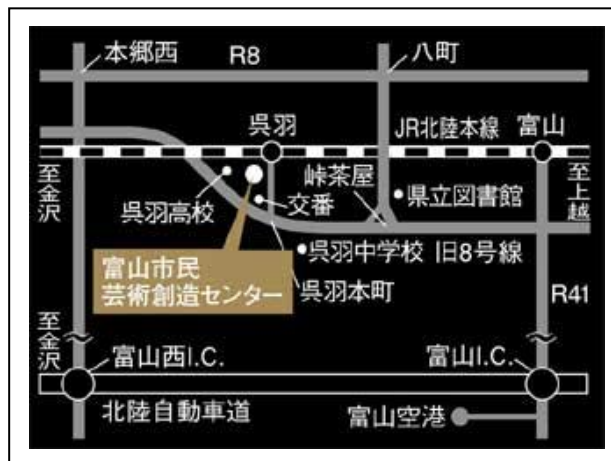 本郷西
R8
八町
呉羽
JR北陸本線
富山
至金沢
呉羽高校
交番
峠茶屋
県立図書館
至上越
富山市民
芸術創造センター
呉羽中学校
旧8号線
呉羽本町
R41
至金沢
富山西I.C.
富山I.C.
北陸自動車道
富山空港